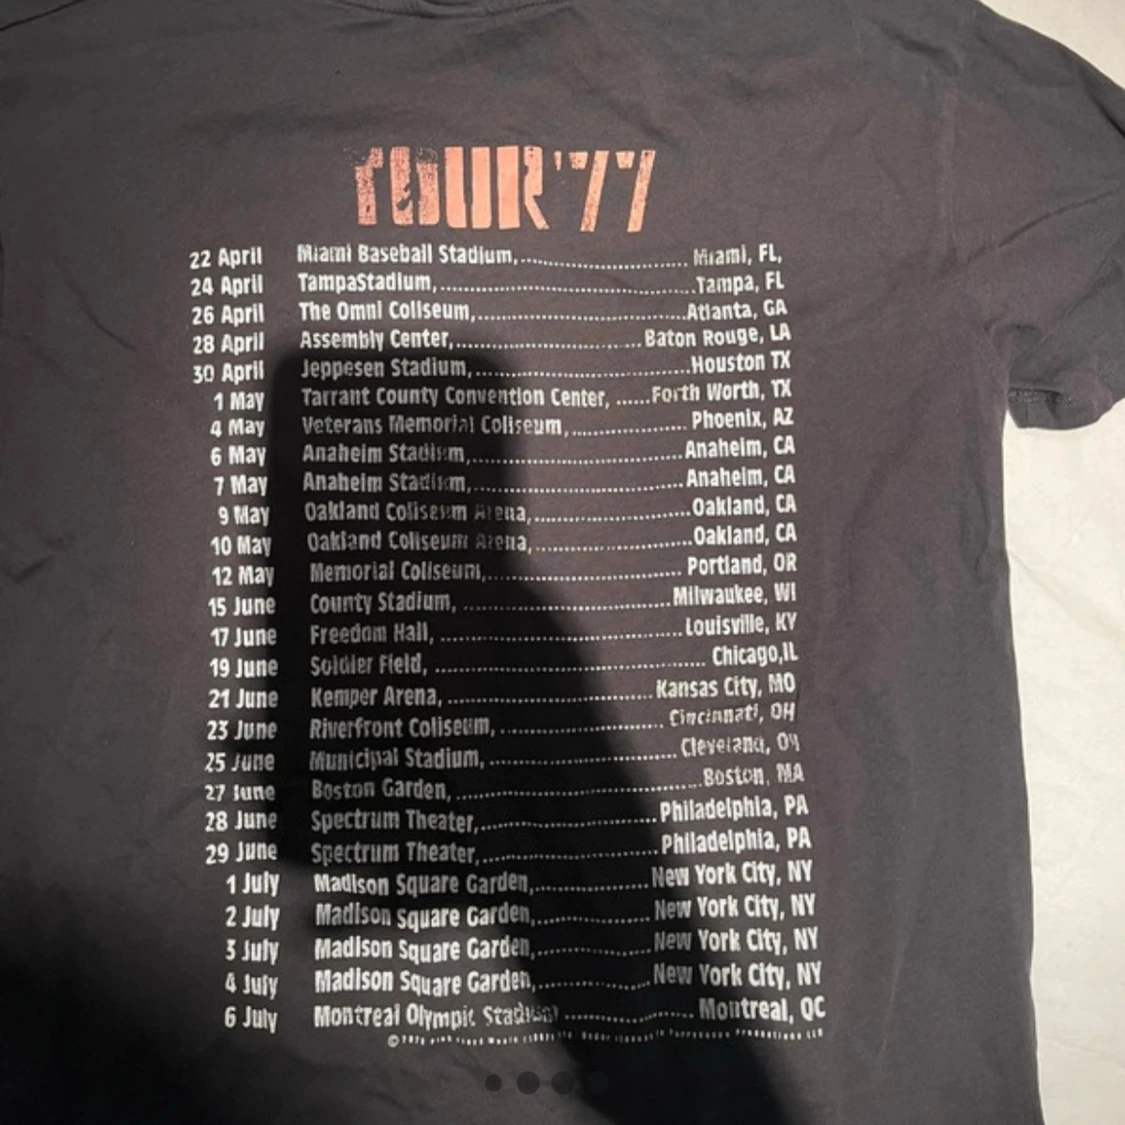 TOUR '77
22 April Miami Baseball Stadium,................................ Miami, FL,
24 April TampaStadium,................................................Tampa, FL
26 April The Omni Coliseum,........................................Atlanta, GA
28 April Assembly Center,...................................Baton Rouge, LA
30 April Jeppesen Stadium,.........................................Houston TX
1 May Tarrant County Convention Center, ......Forth Worth, TX
4 May Veterans Memorial Coliseum,...................... Phoenix, AZ
6 May Anaheim Stadium,........................................Anaheim, CA
7 May Anaheim Stadium,........................................Anaheim, CA
9 May Oakland Coliseum Arena,..............................Oakland, CA
10 May Oakland Coliseum Arena,..............................Oakland, CA
12 May Memorial Coliseum,..................................... Portland, OR
15 June County Stadium, .......................................Milwaukee, WI
17 June Freedom Hall, .............................................Louisville, KY
19 June Soldier Field, .................................................. Chicago,IL
21 June Kemper Arena,.......................................Kansas City, MO
23 June Riverfront Coliseum,............................... Cincinnati, OH
25 June Municipal Stadium,................................... Cleveland, OH
27 June Boston Garden,..............................................Boston, MA
28 June Spectrum Theater,.................................Philadelphia, PA
29 June Spectrum Theater,.................................Philadelphia, PA
1 July Madison Square Garden,.....................New York City, NY
2 July Madison Square Garden,.....................New York City, NY
3 July Madison Square Garden,.....................New York City, NY
4 July Madison Square Garden,.....................New York City, NY
6 July Montreal Olympic Stadium) ........................ Montreal, QC
©